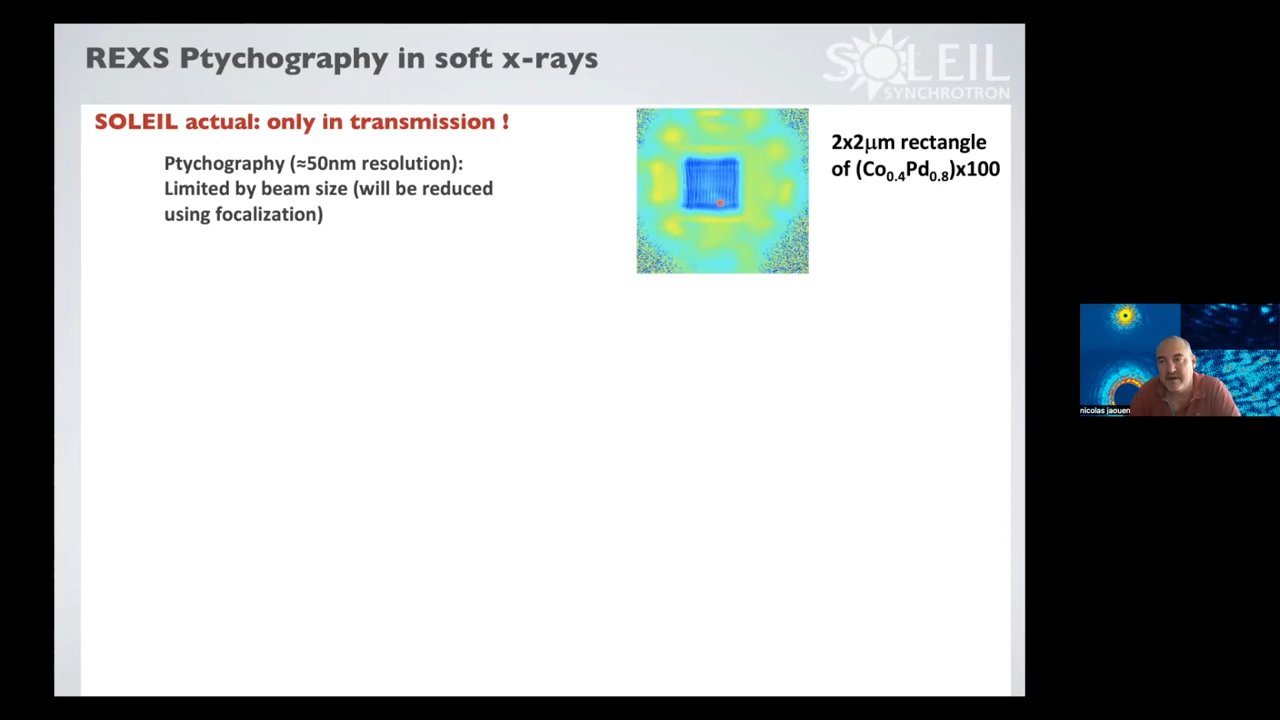 REXS Ptychography in soft x-rays
SOLEIL
SYNCHROTRON
SOLEIL actual: only in transmission !
Ptychography (≈50nm resolution):
Limited by beam size (will be reduced
using focalization)
2x2μm rectangle
of (Co0.4Pd0.8)x100
nicolas jaouen